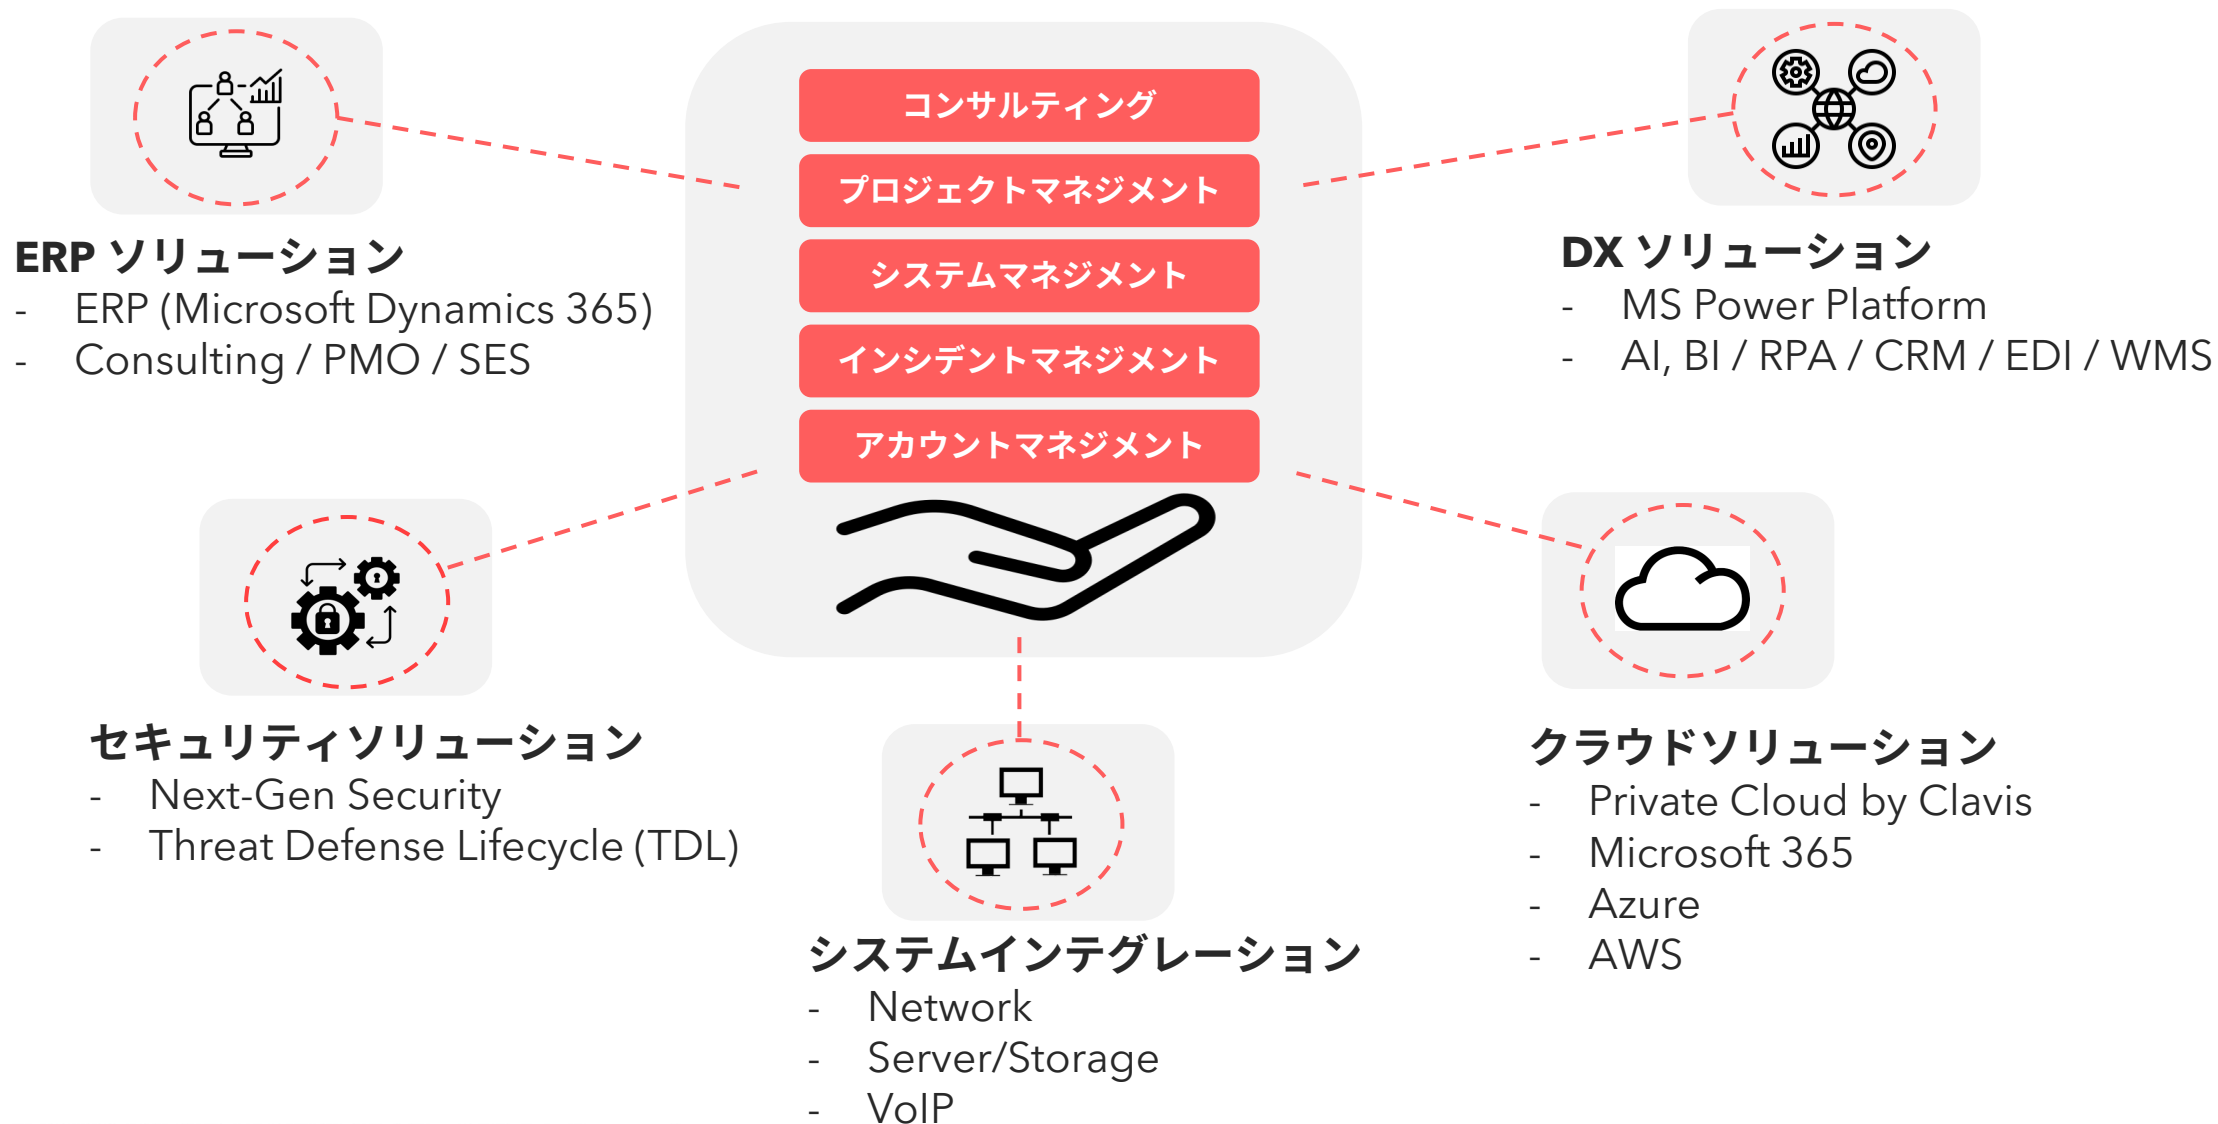 コンサルティング
プロジェクトマネジメント
システムマネジメント
インシデントマネジメント
アカウントマネジメント
ERP ソリューション
- ERP (Microsoft Dynamics 365)
- Consulting / PMO / SES
DX ソリューション
- MS Power Platform
- AI, BI / RPA / CRM / EDI / WMS
セキュリティソリューション
- Next-Gen Security
- Threat Defense Lifecycle (TDL)
システムインテグレーション
- Network
- Server/Storage
- VoIP
クラウドソリューション
- Private Cloud by Clavis
- Microsoft 365
- Azure
- AWS